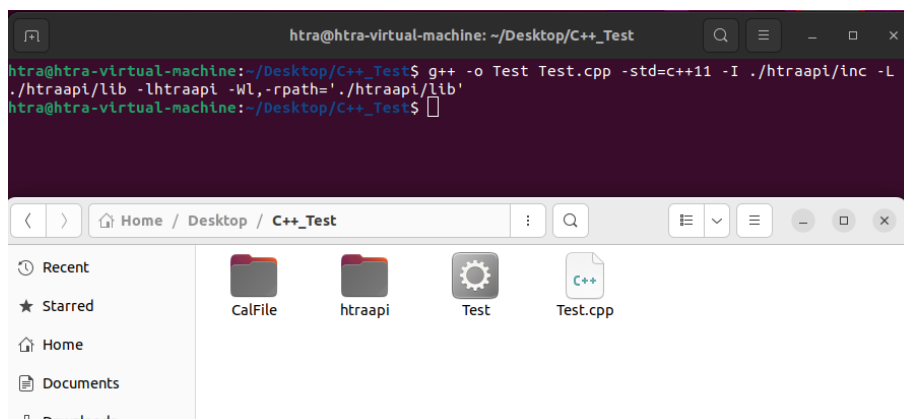 htra@htra-virtual-machine: ~/Desktop/C++_Test
htra@htra-virtual-machine:~/Desktop/C++_Test$ g++ -o Test Test.cpp -std=c++11 -I ./htraapi/inc -L
./htraapi/lib -lhtraapi -Wl,-rpath='./htraapi/lib'
htra@htra-virtual-machine:~/Desktop/C++_Test$
Home / Desktop / C++_Test
Recent
Starred
Home
Documents
C++
CalFile
htraapi
Test
Test.cpp